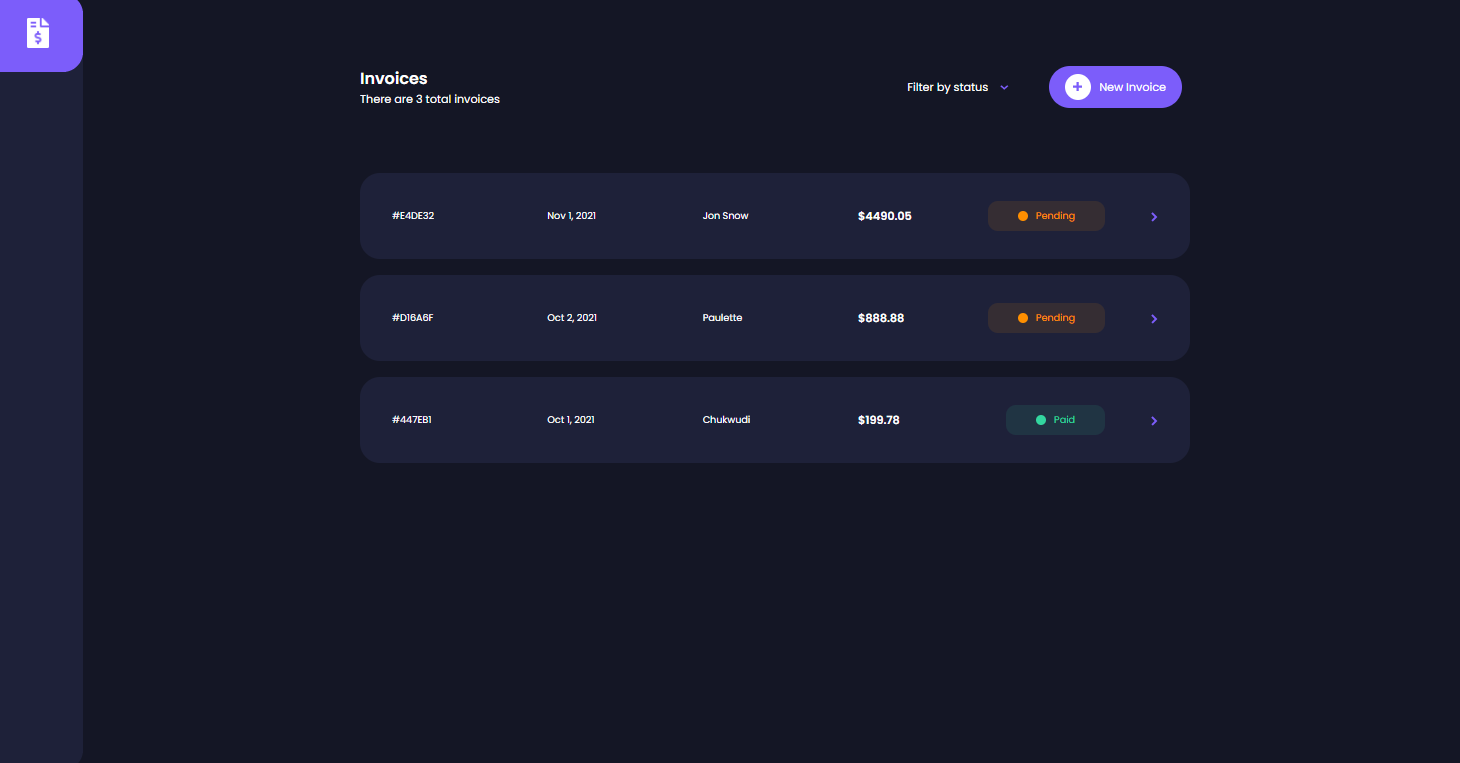 Invoices
There are 3 total invoices
Filter by status
New Invoice
#E4DE32 Nov 1, 2021 Jon Snow $4490.05 Pending
#D16A6F Oct 2, 2021 Paulette $888.88 Pending
#447EB1 Oct 1, 2021 Chukwudi $199.78 Paid